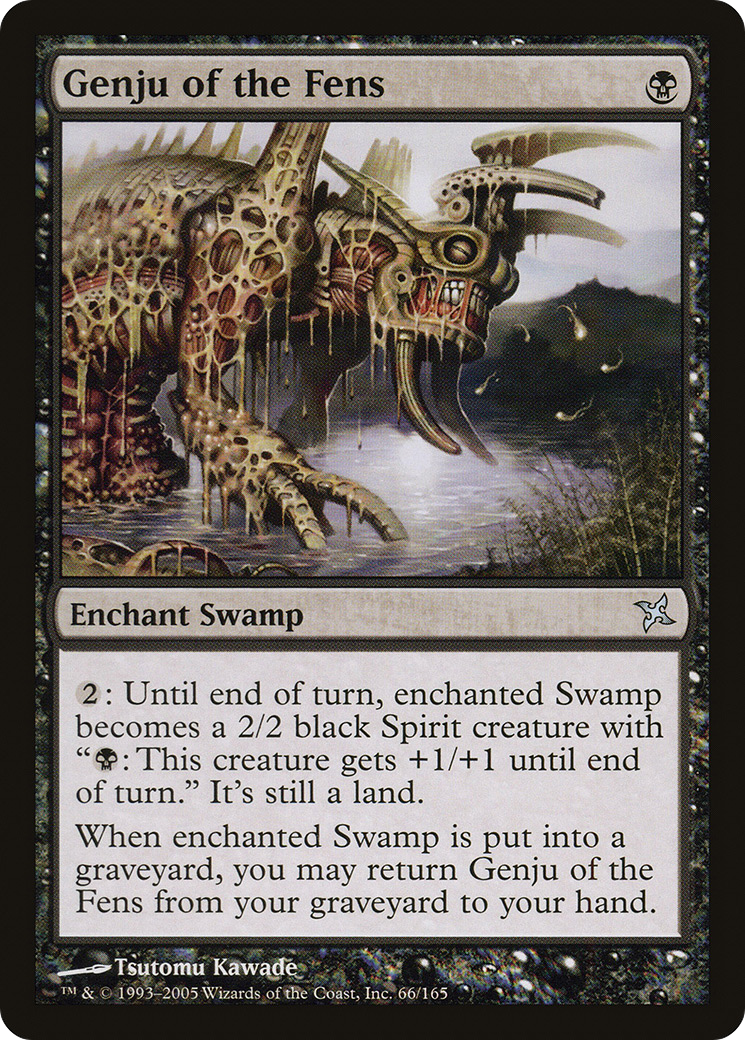 Genju of the Fens
Enchant Swamp
2: Until end of turn, enchanted Swamp
becomes a 2/2 black Spirit creature with
“: This creature gets +1/+1 until end
of turn.” It's still a land.
When enchanted Swamp is put into a
graveyard, you may return Genju of the
Fens from your graveyard to your hand.
Tsutomu Kawade
™ & © 1993–2005 Wizards of the Coast, Inc. 66/165